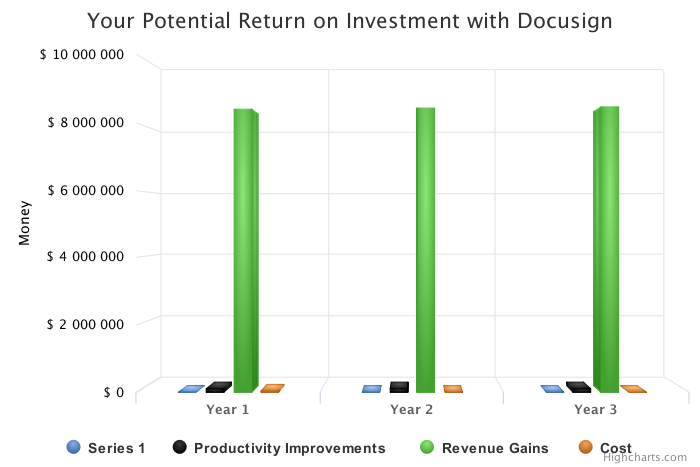 Your Potential Return on Investment with Docusign
Money
$ 10 000 000
$ 8 000 000
$ 6 000 000
$ 4 000 000
$ 2 000 000
$ 0
Year 1 Year 2 Year 3
Series 1 Productivity Improvements Revenue Gains Cost
Highcharts.com